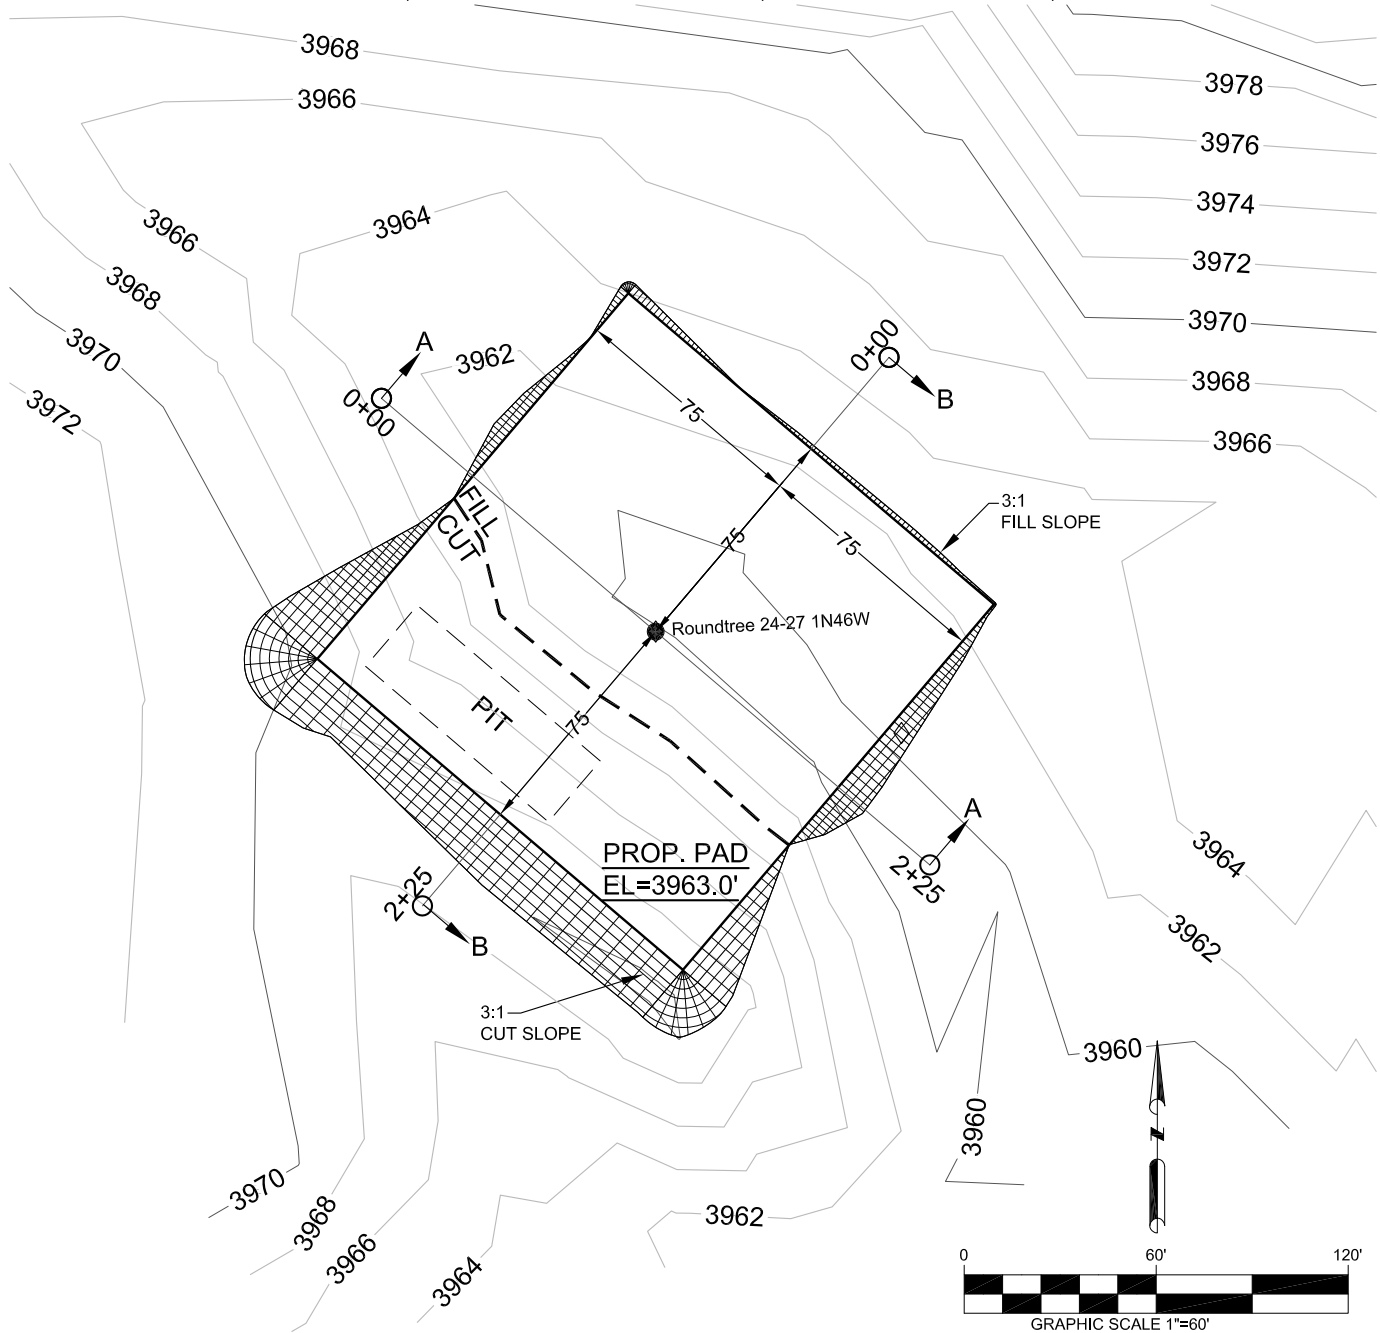 3968
3966
3978
3976
3974
3972
3970
3968
3966
3964
3966
3968
3970
3972
3962
A
0+00
0+00
B
75
75
75
75
3:1
FILL SLOPE
FILL
CUT
Roundtree 24-27 1N46W
PIT
PROP. PAD
EL=3963.0'
A
2+25
2+25
B
3:1
CUT SLOPE
3964
3962
3960
3960
3970
3968
3966
3964
3962
N
0 60' 120'
GRAPHIC SCALE 1"=60'